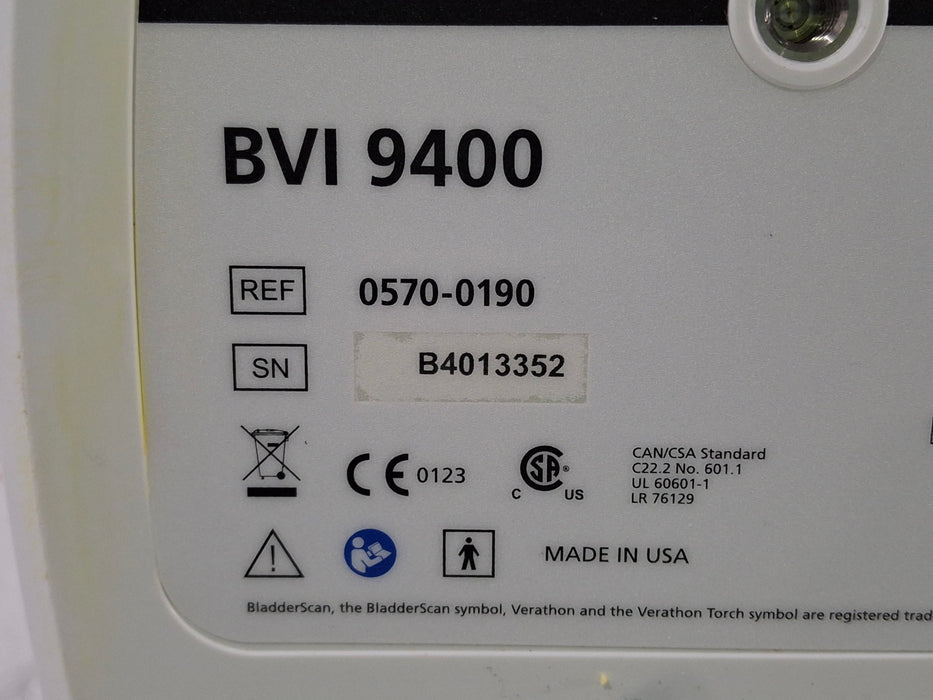 BVI 9400
REF 0570-0190
SN B4013352
CE 0123
CSA ®
C US
CAN/CSA Standard
C22.2 No. 601.1
UL 60601-1
LR 76129
MADE IN USA
BladderScan, the BladderScan symbol, Verathon and the Verathon Torch symbol are registered trad